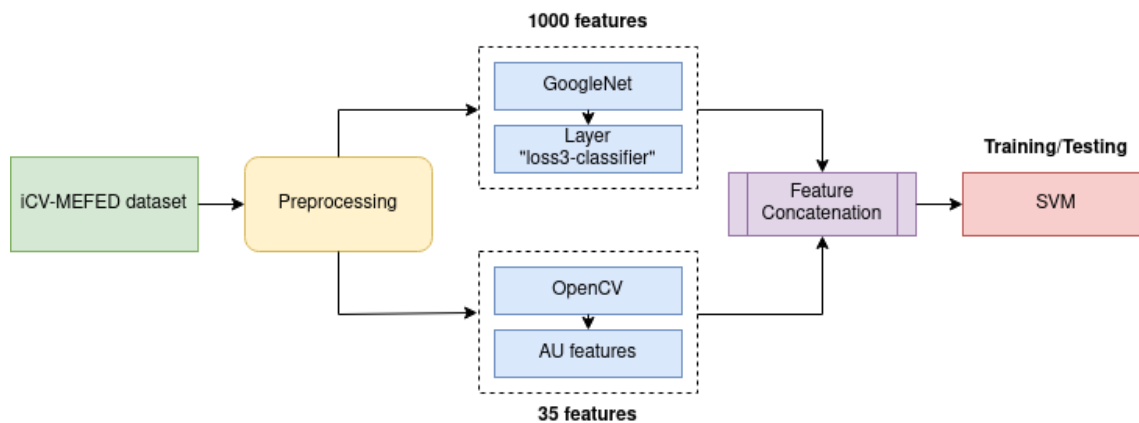 1000 features
GoogleNet
Layer
"loss3-classifier"
iCV-MEFED dataset
Preprocessing
Feature
Concatenation
Training/Testing
SVM
OpenCV
AU features
35 features